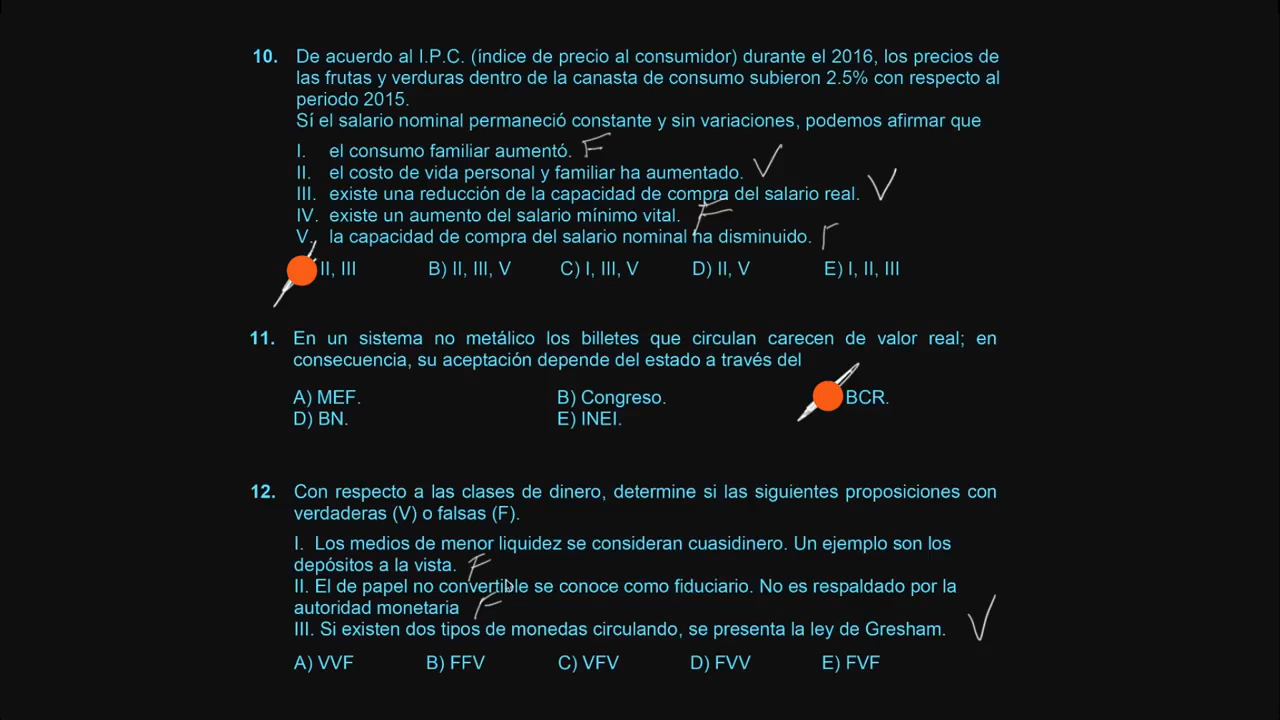 10. De acuerdo al I.P.C. (índice de precio al consumidor) durante el 2016, los precios de
las frutas y verduras dentro de la canasta de consumo subieron 2.5% con respecto al
periodo 2015.
Sí el salario nominal permaneció constante y sin variaciones, podemos afirmar que
I. el consumo familiar aumentó. F
II. el costo de vida personal y familiar ha aumentado. V
III. existe una reducción de la capacidad de compra del salario real. V
IV. existe un aumento del salario mínimo vital. F
V. la capacidad de compra del salario nominal ha disminuido.
II, III B) II, III, V C) I, III, V D) II, V E) I, II, III
11. En un sistema no metálico los billetes que circulan carecen de valor real; en
consecuencia, su aceptación depende del estado a través del
A) MEF. B) Congreso. BCR.
D) BN. E) INEI.
12. Con respecto a las clases de dinero, determine si las siguientes proposiciones con
verdaderas (V) o falsas (F).
I. Los medios de menor liquidez se consideran cuasidinero. Un ejemplo son los
depósitos a la vista. F
II. El de papel no convertible se conoce como fiduciario. No es respaldado por la
autoridad monetaria F
III. Si existen dos tipos de monedas circulando, se presenta la ley de Gresham. V
A) VVF B) FFV C) VFV D) FVV E) FVF